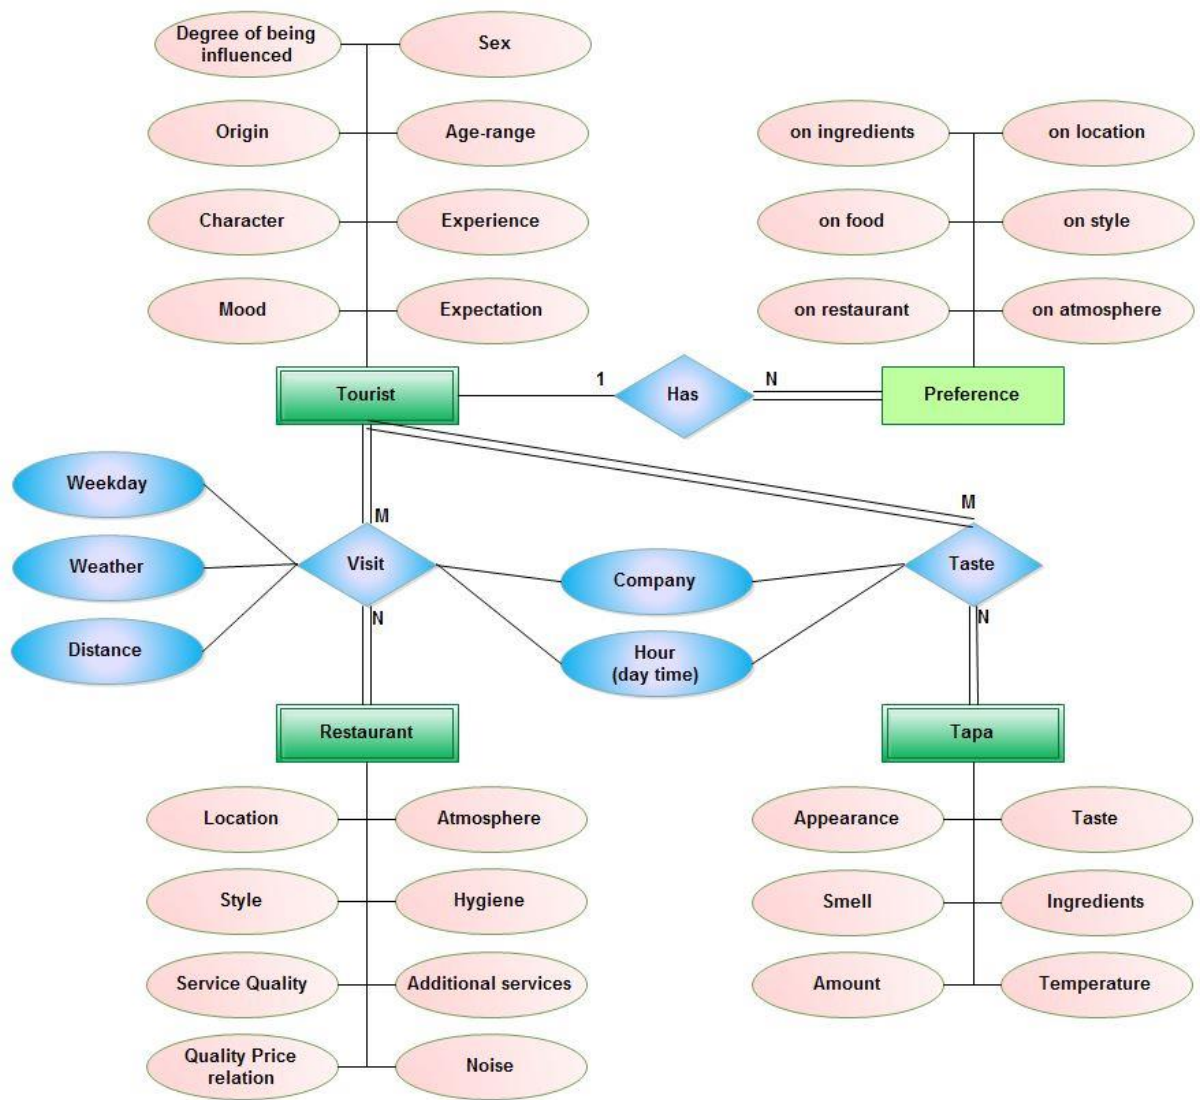 Degree of being
influenced
Sex
Origin
Age-range
on ingredients
on location
Character
Experience
on food
on style
Mood
Expectation
on restaurant
on atmosphere
Tourist
1
Has
N
Preference
Weekday
M
M
Weather
Visit
Company
Taste
Distance
N
Hour
(day time)
N
Restaurant
Tapa
Location
Atmosphere
Appearance
Taste
Style
Hygiene
Smell
Ingredients
Service Quality
Additional services
Amount
Temperature
Quality Price
relation
Noise